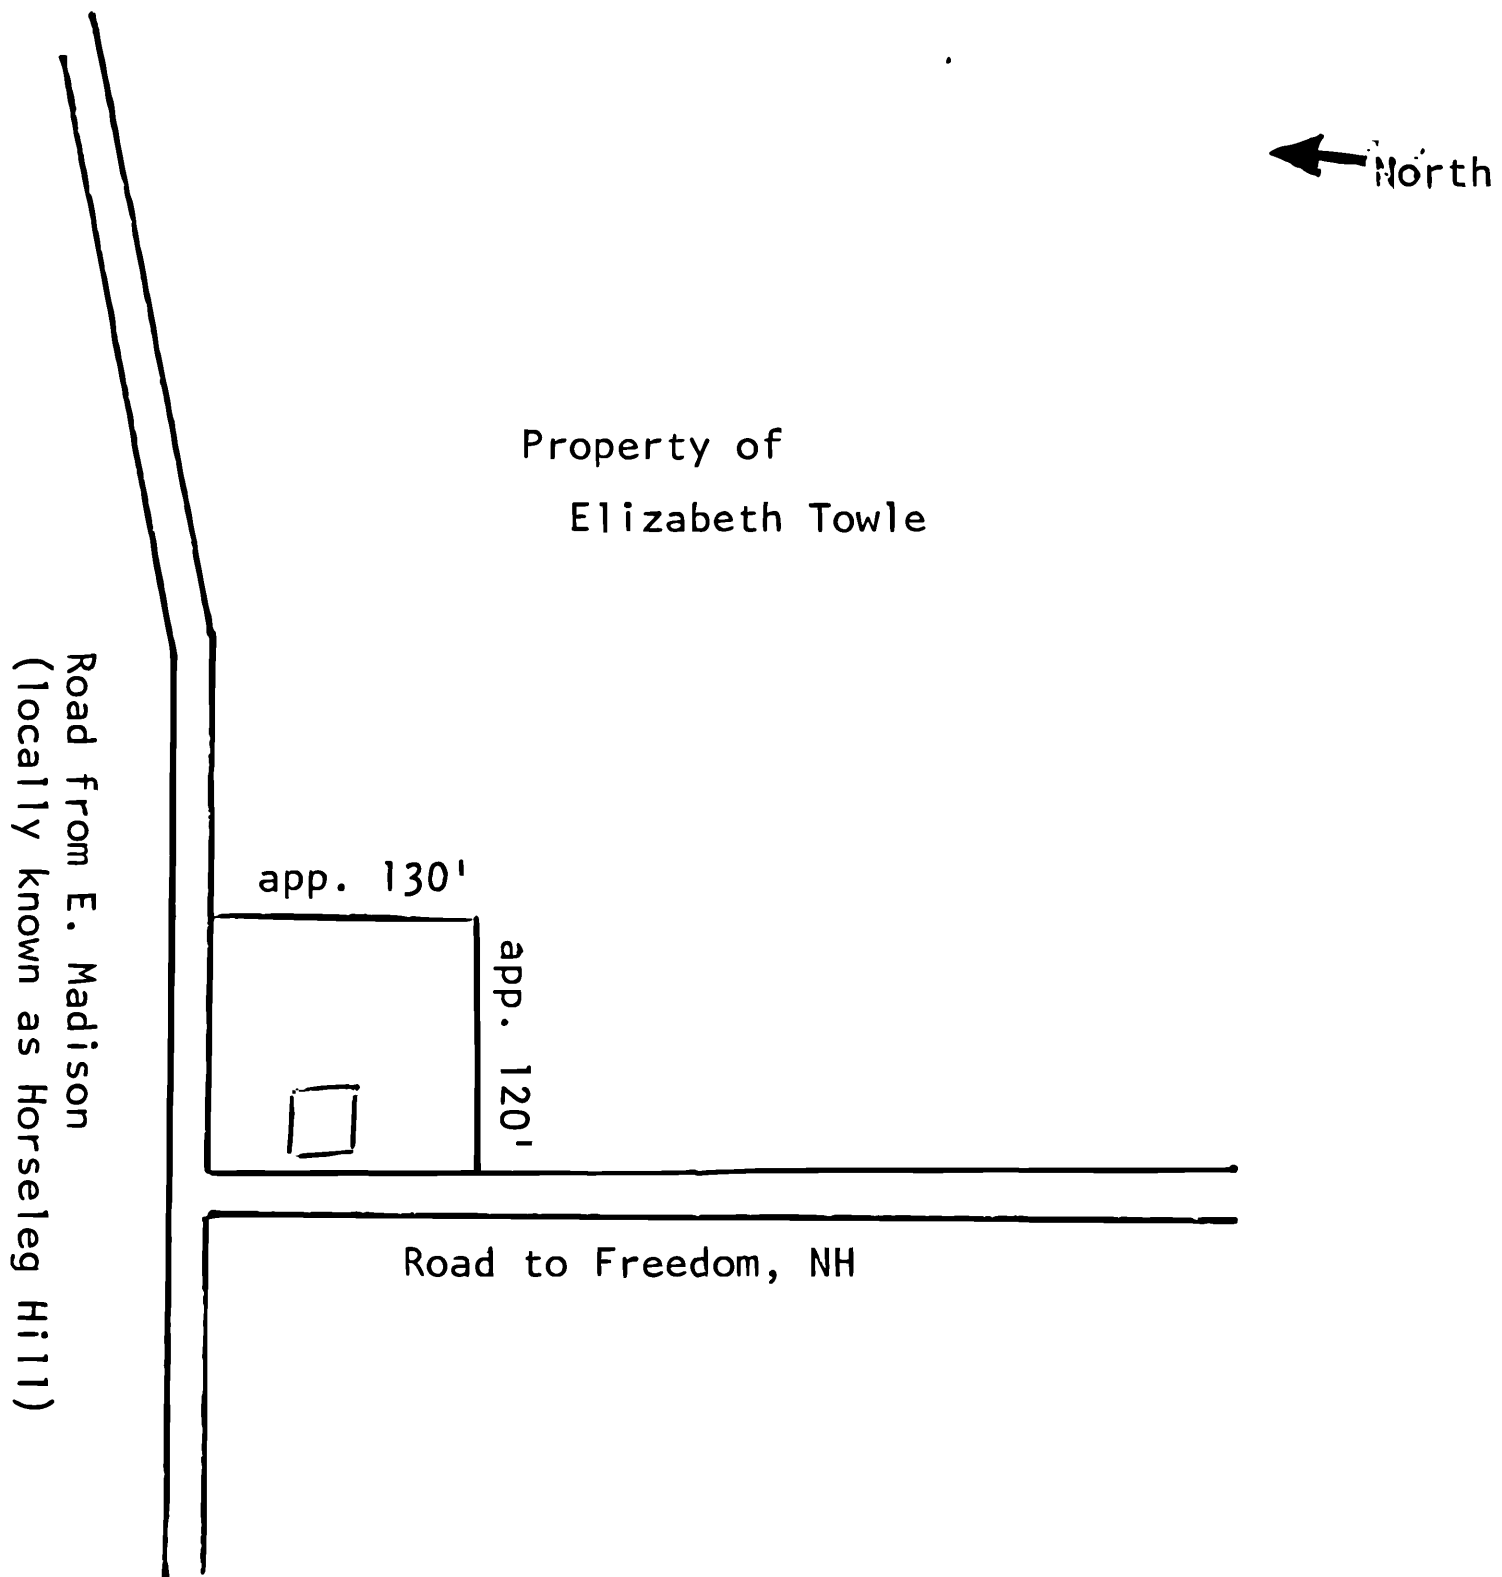 North
Property of
Elizabeth Towle
Road from E. Madison
(locally known as Horseleg Hill)
app. 130'
app. 120'
Road to Freedom, NH